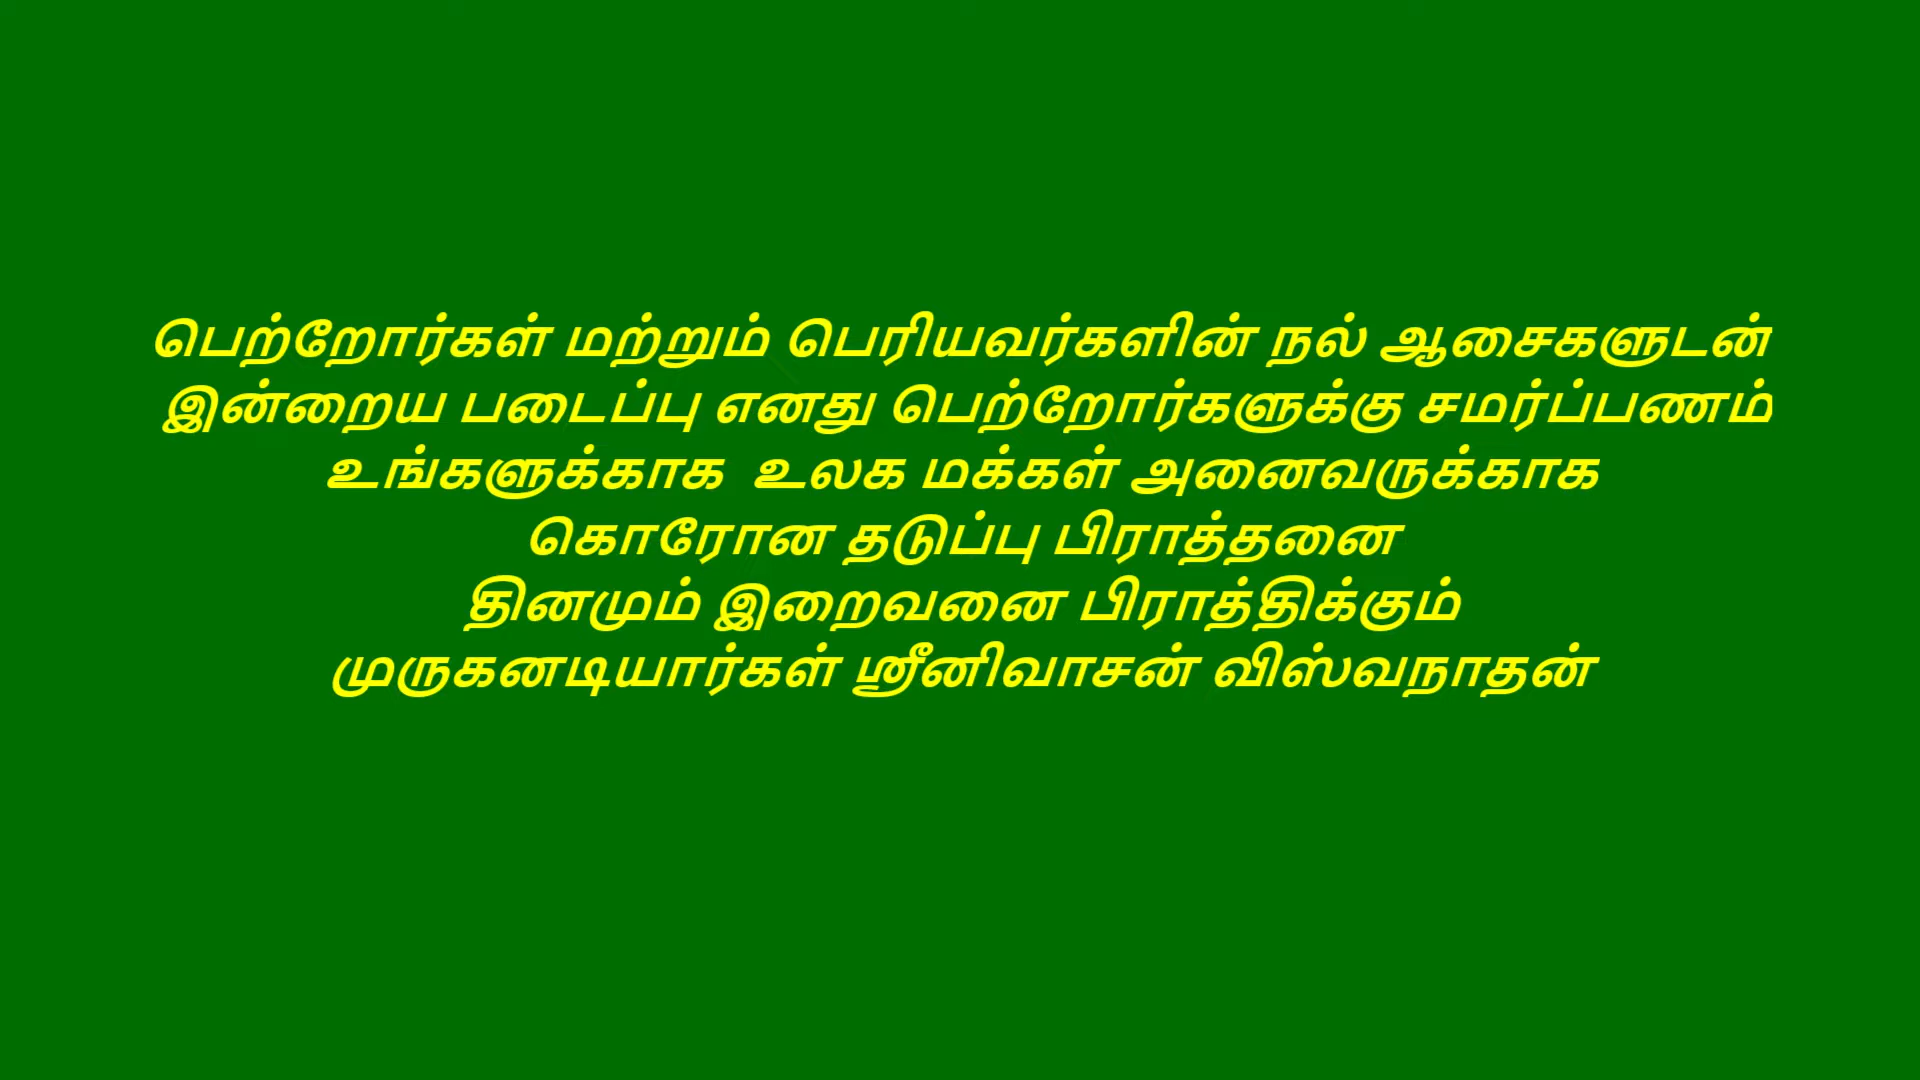 பெற்றோர்கள் மற்றும் பெரியவர்களின் நல் ஆசைகளுடன்
இன்றைய படைப்பு எனது பெற்றோர்களுக்கு சமர்ப்பணம்
உங்களுக்காக உலக மக்கள் அனைவருக்காக
கொரோன தடுப்பு பிராத்தனை
தினமும் இறைவனை பிராத்திக்கும்
முருகனடியார்கள் ஸ்ரீனிவாசன் விஸ்வநாதன்